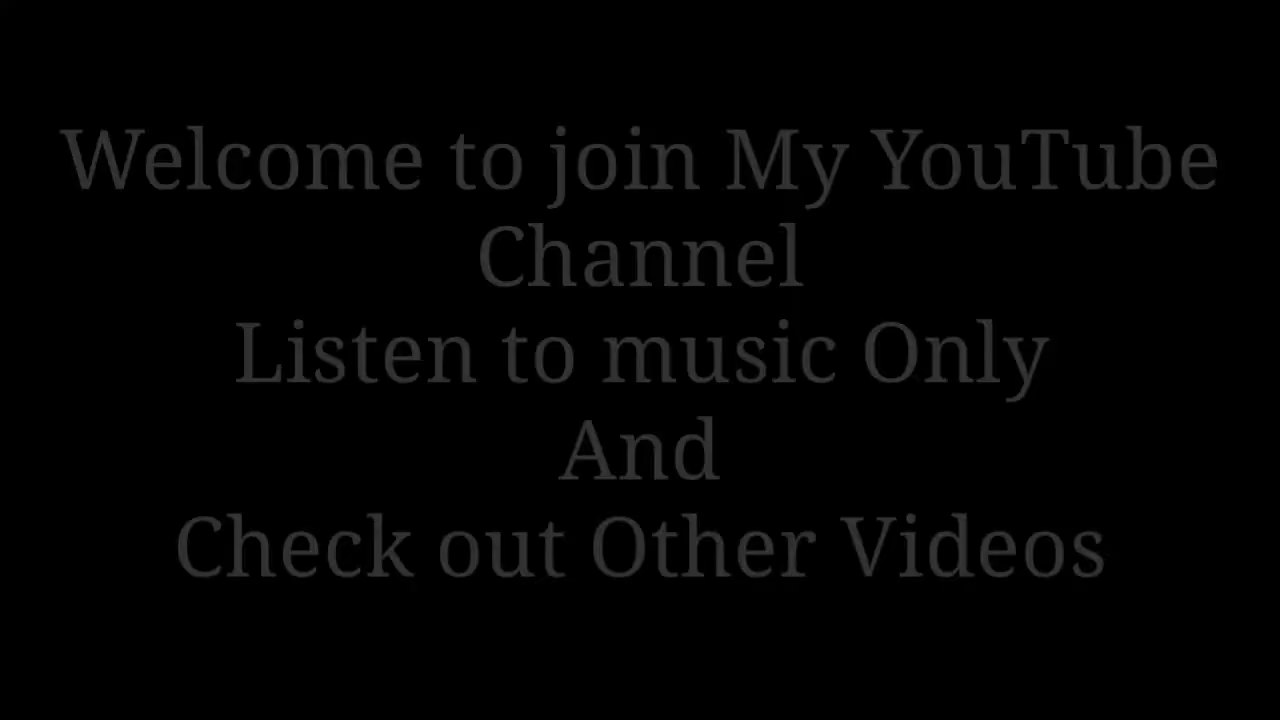 Welcome to join My YouTube
Channel
Listen to music Only
And
Check out Other Videos